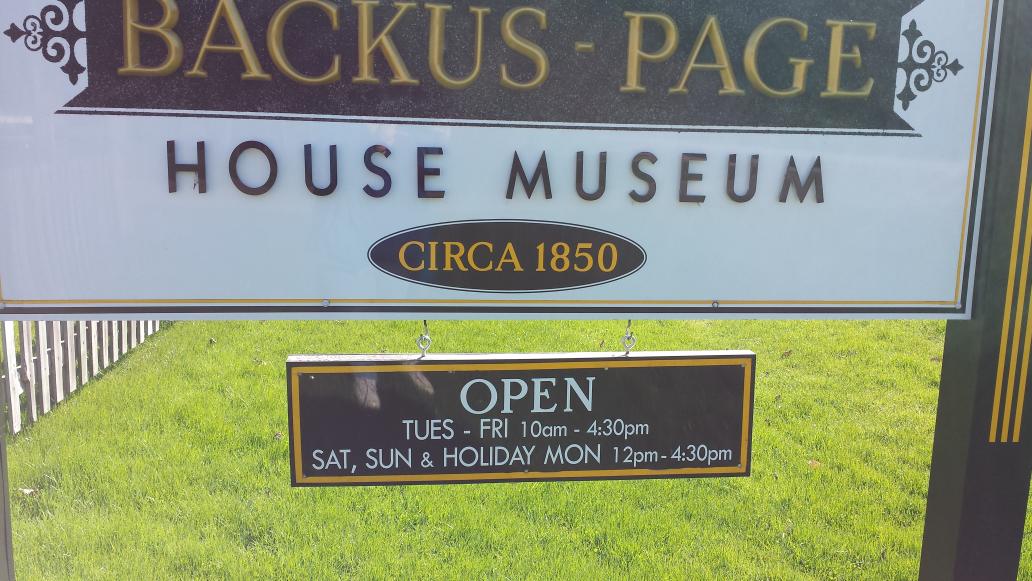 BACKUS - PAGE
HOUSE MUSEUM
CIRCA 1850
OPEN
TUES - FRI 10am - 4:30pm
SAT, SUN & HOLIDAY MON 12pm - 4:30pm